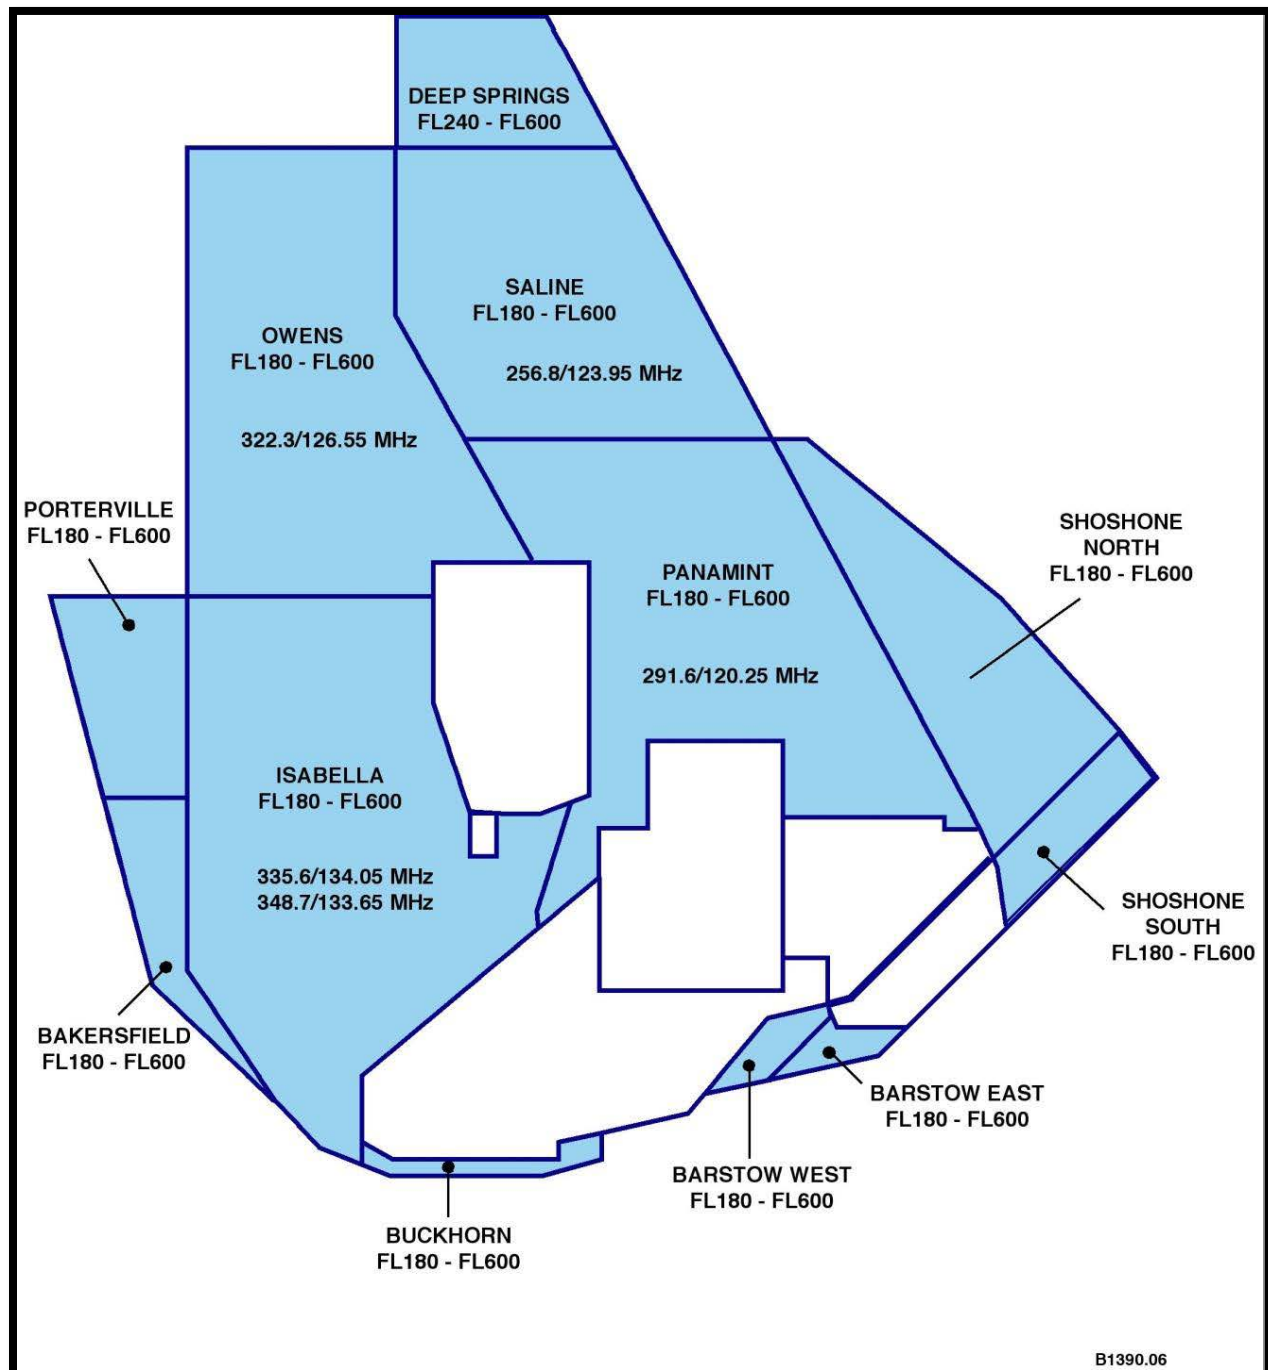 DEEP SPRINGS
FL240 - FL600
SALINE
FL180 - FL600
256.8/123.95 MHz
OWENS
FL180 - FL600
322.3/126.55 MHz
PORTERVILLE
FL180 - FL600
SHOSHONE
NORTH
FL180 - FL600
PANAMINT
FL180 - FL600
291.6/120.25 MHz
ISABELLA
FL180 - FL600
335.6/134.05 MHz
348.7/133.65 MHz
SHOSHONE
SOUTH
FL180 - FL600
BAKERSFIELD
FL180 - FL600
BARSTOW EAST
FL180 - FL600
BARSTOW WEST
FL180 - FL600
BUCKHORN
FL180 - FL600
B1390.06